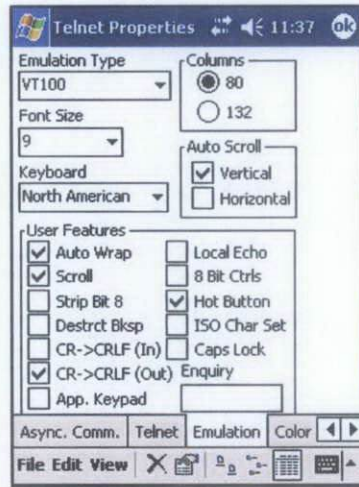 Telnet Properties 11:37 ok
Emulation Type
VT100
Font Size
9
Keyboard
North American
Columns
80
132
Auto Scroll
Vertical
Horizontal
User Features
Auto Wrap
Scroll
Strip Bit 8
Destrct Bksp
CR->CRLF (In)
CR->CRLF (Out)
App. Keypad
Local Echo
8 Bit Ctrls
Hot Button
ISO Char Set
Caps Lock
Enquiry
Async. Comm. Telnet Emulation Color
File Edit View